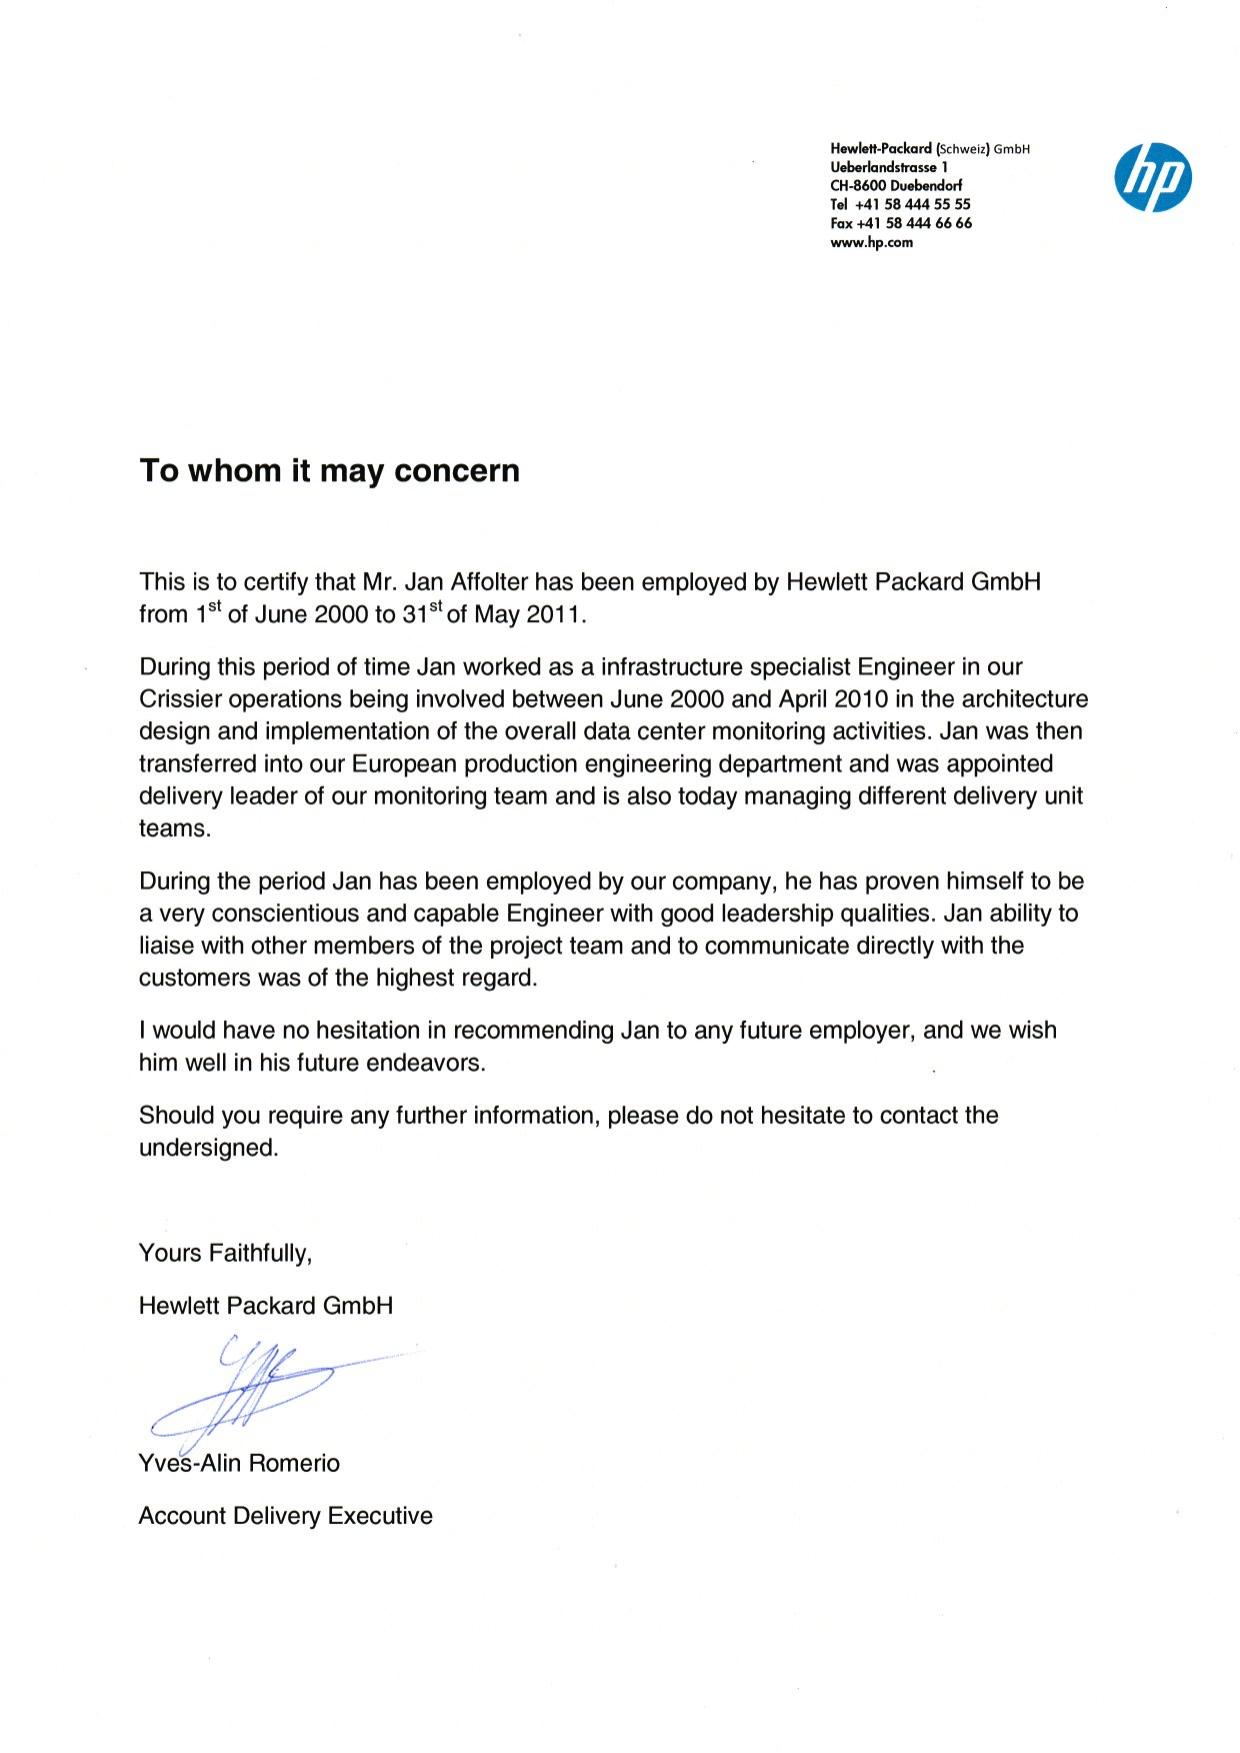 Hewlett-Packard (Schweiz) GmbH
Ueberlandstrasse 1
CH-8600 Duebendorf
Tel +41 58 444 55 55
Fax +41 58 444 66 66
www.hp.com
hp
To whom it may concern
This is to certify that Mr. Jan Affolter has been employed by Hewlett Packard GmbH
from 1st of June 2000 to 31st of May 2011.
During this period of time Jan worked as a infrastructure specialist Engineer in our
Crissier operations being involved between June 2000 and April 2010 in the architecture
design and implementation of the overall data center monitoring activities. Jan was then
transferred into our European production engineering department and was appointed
delivery leader of our monitoring team and is also today managing different delivery unit
teams.
During the period Jan has been employed by our company, he has proven himself to be
a very conscientious and capable Engineer with good leadership qualities. Jan ability to
liaise with other members of the project team and to communicate directly with the
customers was of the highest regard.
I would have no hesitation in recommending Jan to any future employer, and we wish
him well in his future endeavors.
Should you require any further information, please do not hesitate to contact the
undersigned.
Yours Faithfully,
Hewlett Packard GmbH
Yves-Alin Romerio
Account Delivery Executive